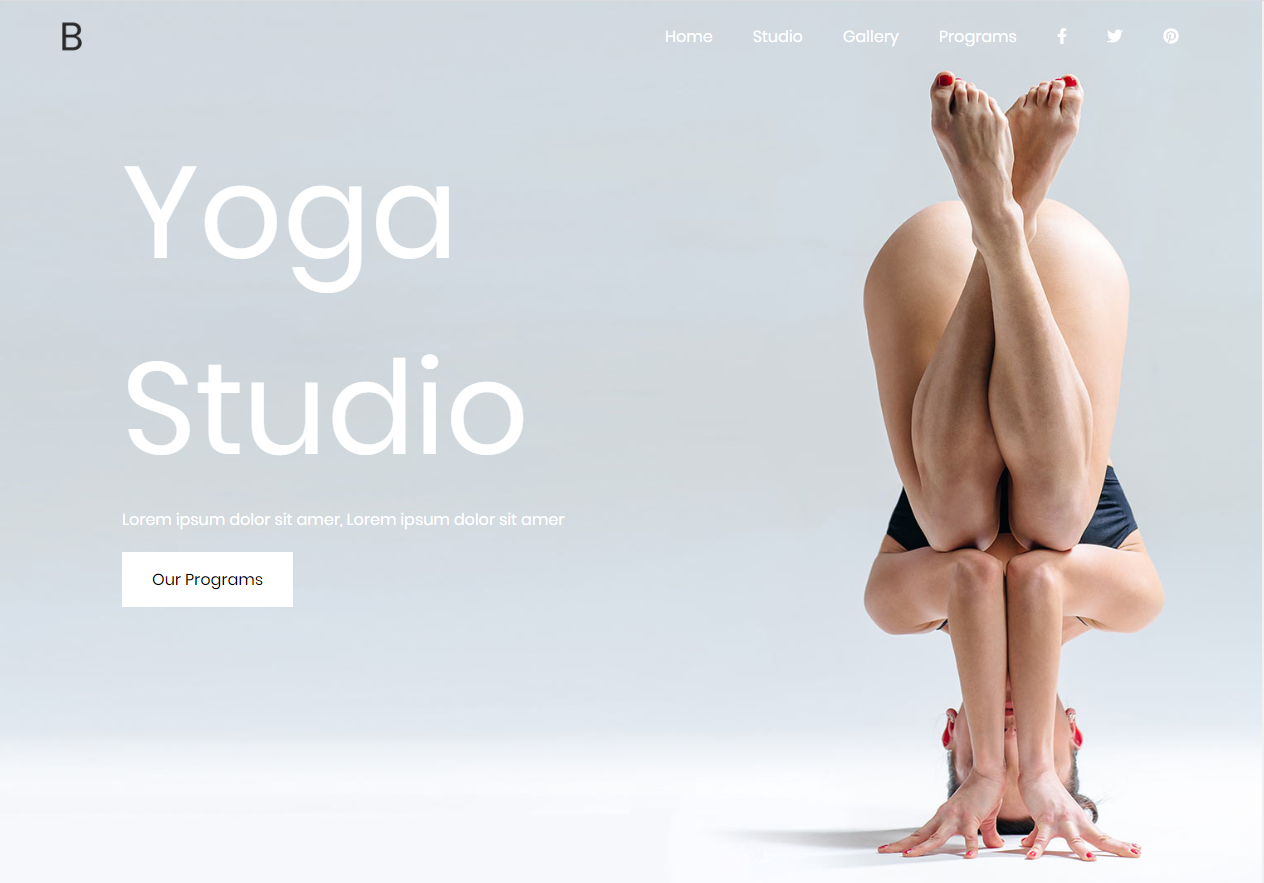 B
Home Studio Gallery Programs
Yoga
Studio
Lorem ipsum dolor sit amer, Lorem ipsum dolor sit amer
Our Programs